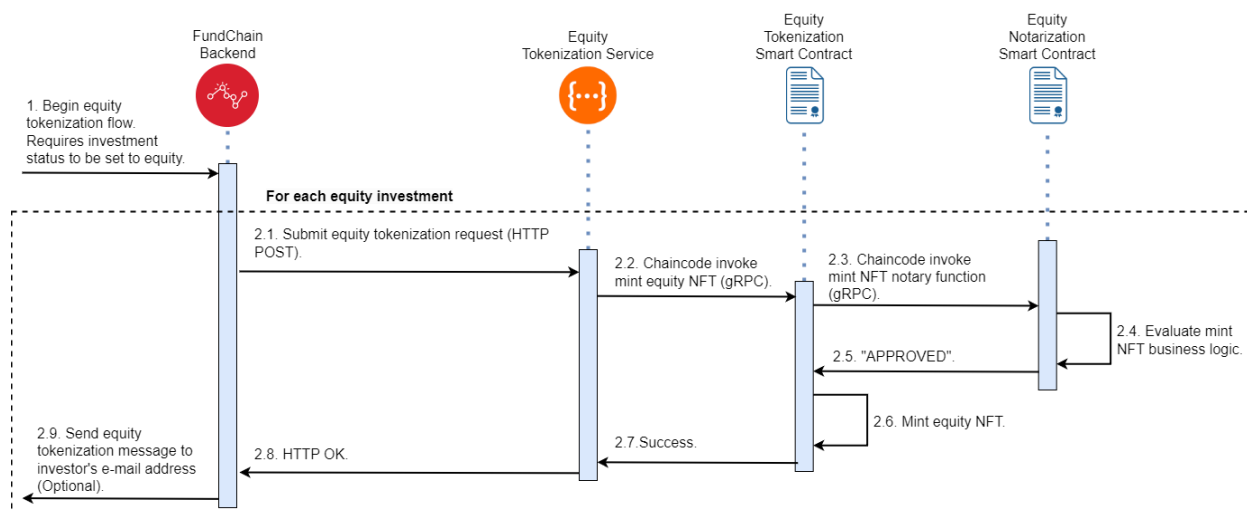 FundChain
Backend
Equity
Tokenization Service
Equity
Tokenization
Smart Contract
Equity
Notarization
Smart Contract
{...}
1. Begin equity
tokenization flow.
Requires investment
status to be set to equity.
For each equity investment
2.1. Submit equity tokenization request (HTTP
POST).
2.2. Chaincode invoke
mint equity NFT (gRPC).
2.3. Chaincode invoke
mint NFT notary function
(gRPC).
2.4. Evaluate mint
NFT business logic.
2.5. "APPROVED".
2.6. Mint equity NFT.
2.7.Success.
2.8. HTTP OK.
2.9. Send equity
tokenization message to
investor's e-mail address
(Optional).